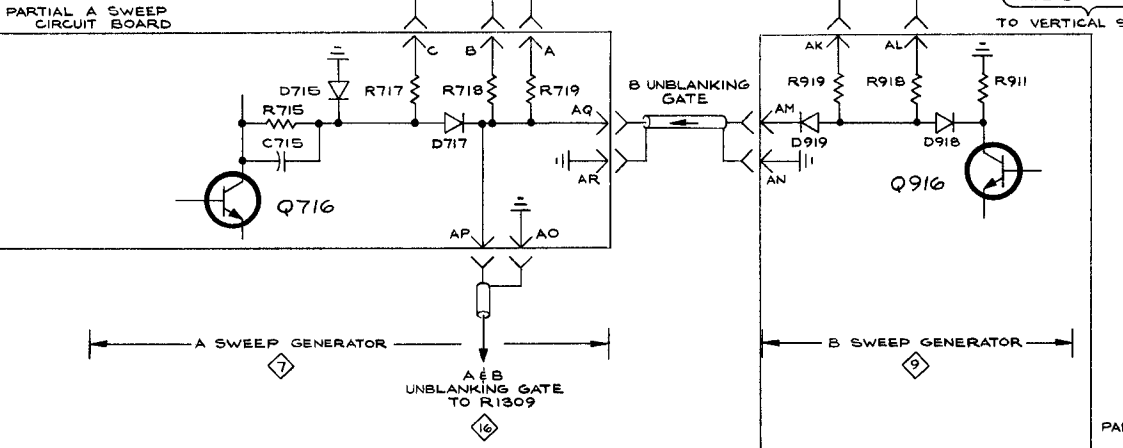 PARTIAL A SWEEP
CIRCUIT BOARD
TO VERTICAL S
C
B
A
AK
AL
D715
R717
R718
R719
B UNBLANKING
GATE
R919
R918
R911
R715
AQ
AM
C715
D717
D919
D918
AR
AN
Q716
Q916
AP
AO
A SWEEP GENERATOR
B SWEEP GENERATOR
7
9
A & B
UNBLANKING GATE
TO R1309
16
PA